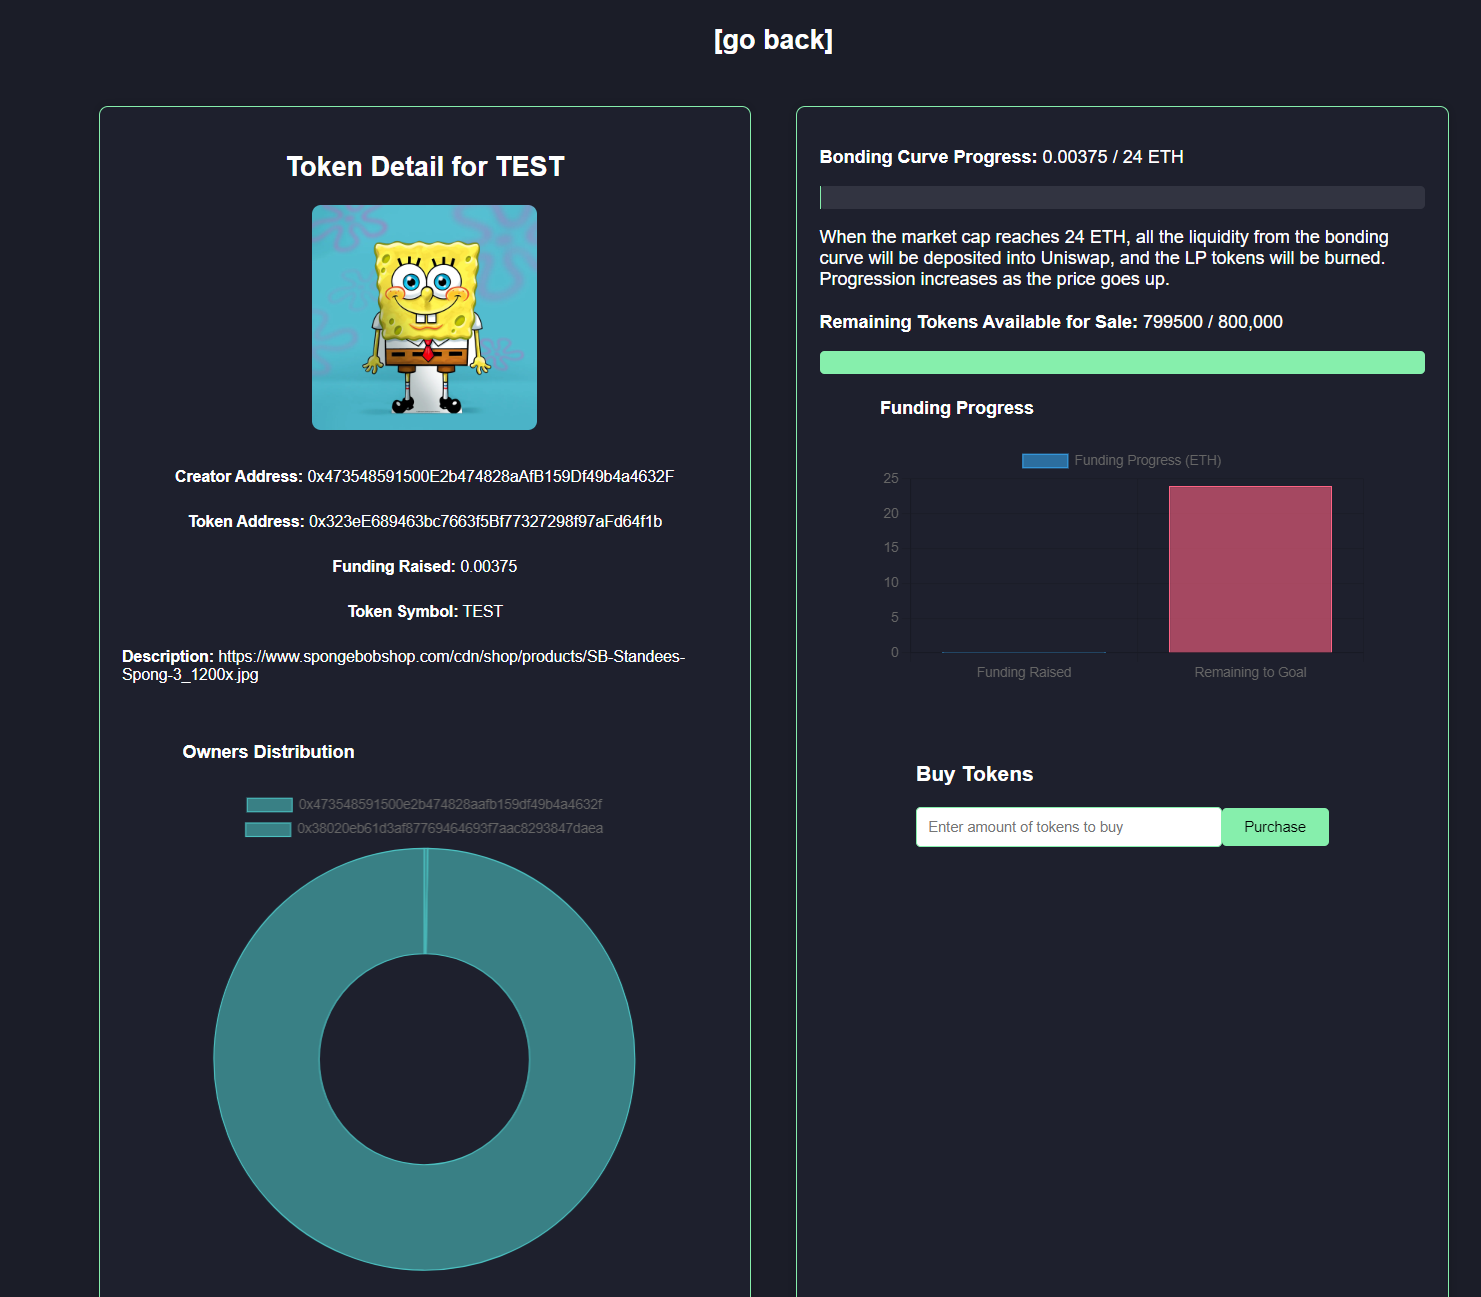 [go back]
Token Detail for TEST
Creator Address: 0x473548591500E2b474828aAfB159Df49b4a4632F
Token Address: 0x323eE689463bc7663f5Bf77327298f97aFd64f1b
Funding Raised: 0.00375
Token Symbol: TEST
Description: https://www.spongebobshop.com/cdn/shop/products/SB-Standees-
Spong-3_1200x.jpg
Owners Distribution
0x473548591500e2b474828aafb159df49b4a4632f
0x38020eb61d3af87769464693f7aac8293847daea
Bonding Curve Progress: 0.00375 / 24 ETH
When the market cap reaches 24 ETH, all the liquidity from the bonding
curve will be deposited into Uniswap, and the LP tokens will be burned.
Progression increases as the price goes up.
Remaining Tokens Available for Sale: 799500 / 800,000
Funding Progress
Funding Progress (ETH)
25
20
15
10
5
0
Funding Raised
Remaining to Goal
Buy Tokens
Enter amount of tokens to buy
Purchase